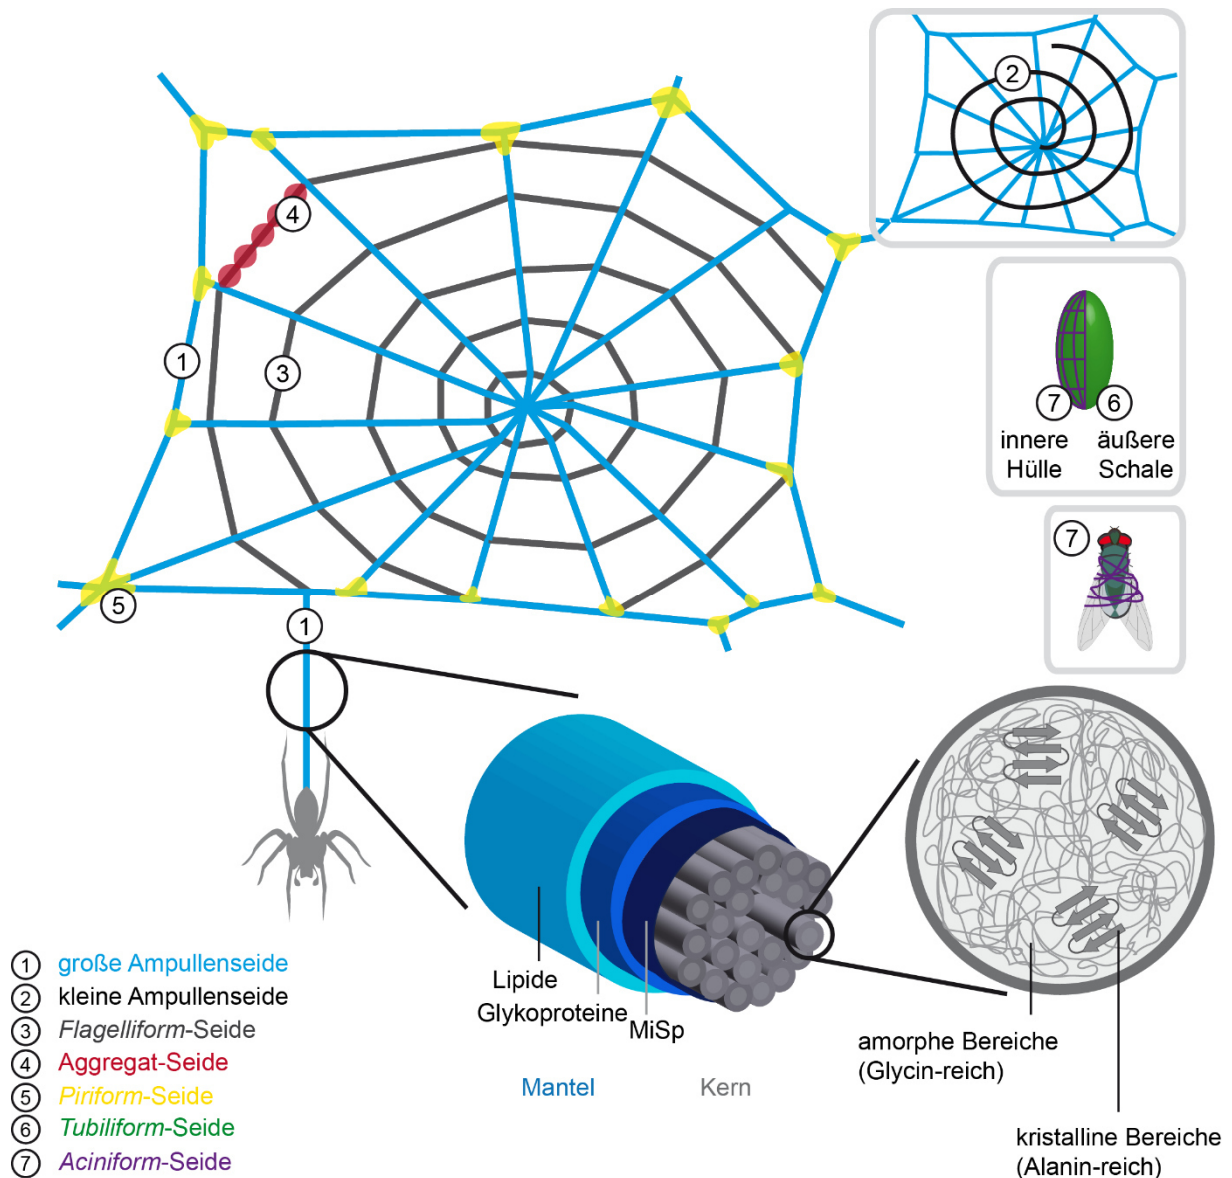 2
4
1
3
7
6
innere
Hülle
äußere
Schale
7
5
1
Lipide
Glykoproteine
MiSp
Mantel
Kern
amorphe Bereiche
(Glycin-reich)
kristalline Bereiche
(Alanin-reich)
1 große Ampullenseide
2 kleine Ampullenseide
3 Flagelliform-Seide
4 Aggregat-Seide
5 Piriform-Seide
6 Tubiliform-Seide
7 Aciniform-Seide